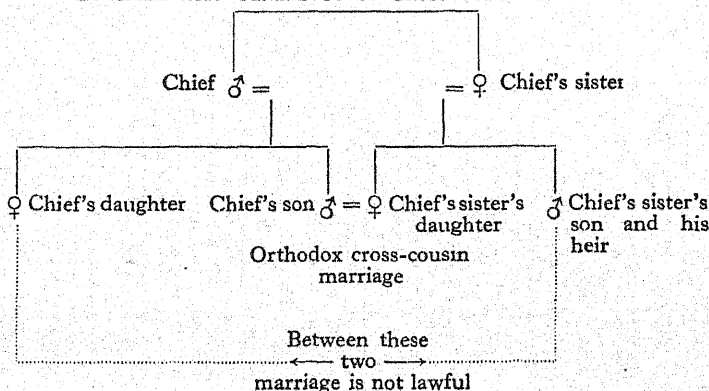 Chief ♂ = = ♀ Chief's sister
♀ Chief's daughter Chief's son ♂ = ♀ Chief's sister's daughter ♂ Chief's sister's son and his heir
Orthodox cross-cousin
marriage
Between these
← two →
marriage is not lawful